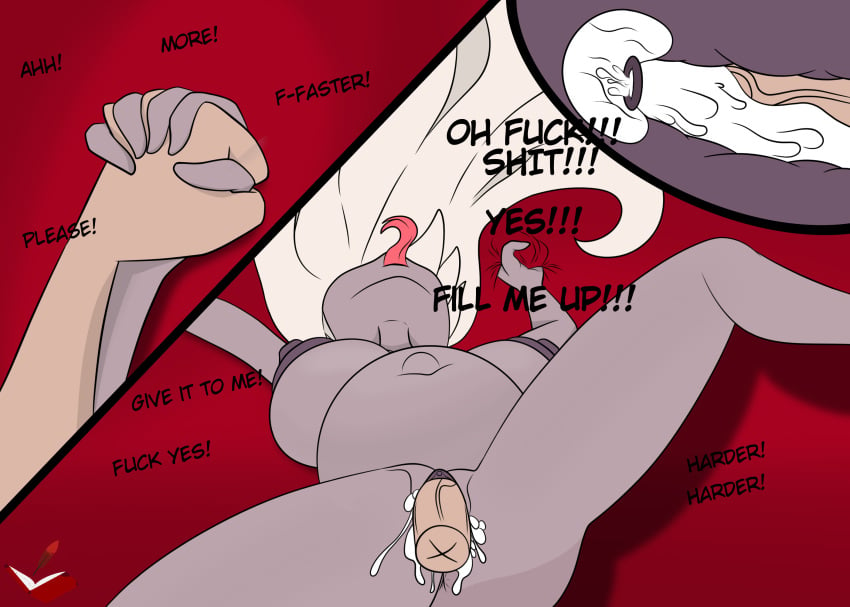 AHH!
MORE!
F-FASTER!
PLEASE!
OH FUCK!!!
SHIT!!!
YES!!!
FILL ME UP!!!
GIVE IT TO ME!
FUCK YES!
HARDER!
HARDER!